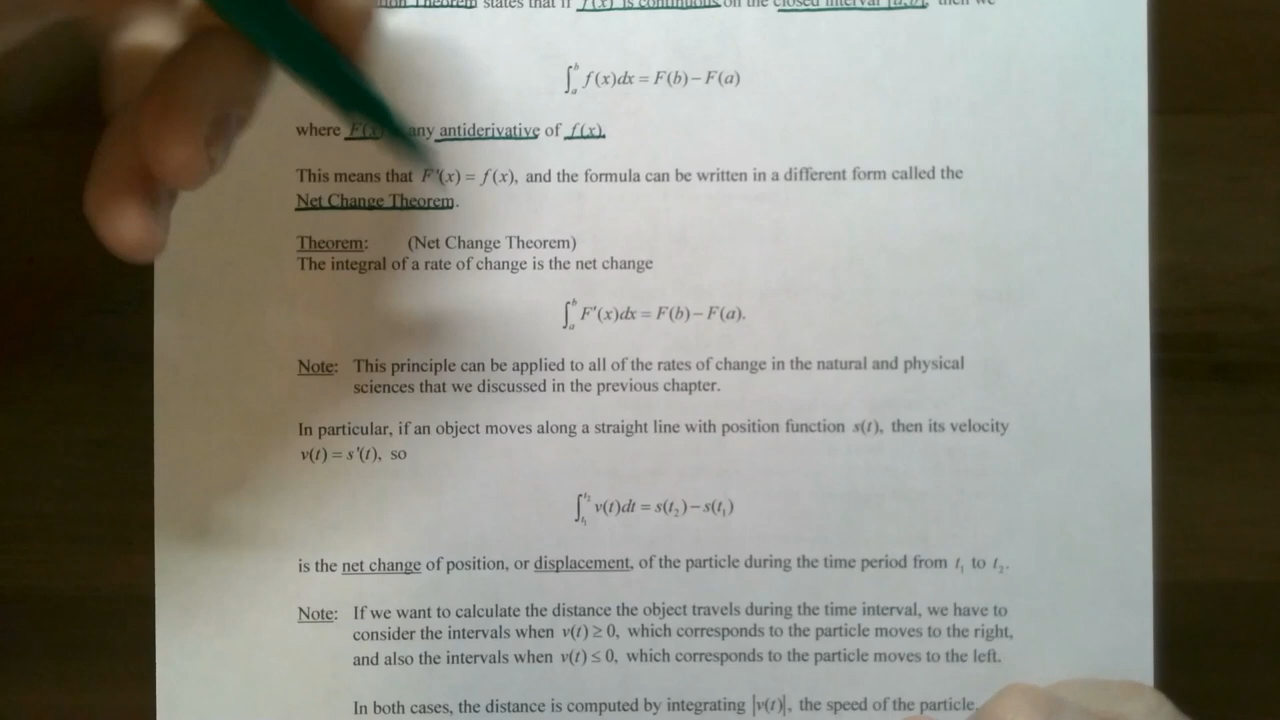 Theorem states that if f(x) is continuous on the closed interval [a,b], then we
∫_a^b f(x)dx = F(b) − F(a)
where F(x) any antiderivative of f(x).
This means that F'(x) = f(x), and the formula can be written in a different form called the
Net Change Theorem.
Theorem: (Net Change Theorem)
The integral of a rate of change is the net change
∫_a^b F'(x)dx = F(b) − F(a).
Note: This principle can be applied to all of the rates of change in the natural and physical
sciences that we discussed in the previous chapter.
In particular, if an object moves along a straight line with position function s(t), then its velocity
v(t) = s'(t), so
∫_{t₁}^{t₂} v(t)dt = s(t₂) − s(t₁)
is the net change of position, or displacement, of the particle during the time period from t₁ to t₂.
Note: If we want to calculate the distance the object travels during the time interval, we have to
consider the intervals when v(t) ≥ 0, which corresponds to the particle moves to the right,
and also the intervals when v(t) ≤ 0, which corresponds to the particle moves to the left.
In both cases, the distance is computed by integrating |v(t)|, the speed of the particle.